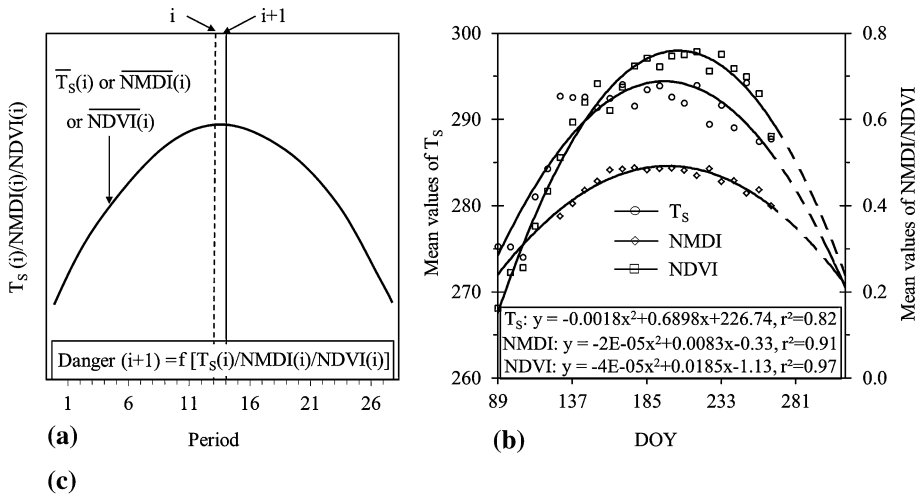 i i+1
T̅S(i) or N̅M̅D̅I̅(i)
or N̅D̅V̅I̅(i)
TS (i)/NMDI(i)/NDVI(i)
Danger (i+1) =f [TS(i)/NMDI(i)/NDVI(i)]
1 6 11 16 21 26
Period
(a)
300
290
280
270
260
Mean values of TS
0.8
0.6
0.4
0.2
0.0
Mean values of NMDI/NDVI
TS
NMDI
NDVI
TS: y = -0.0018x²+0.6898x+226.74, r²=0.82
NMDI: y = -2E-05x²+0.0083x-0.33, r²=0.91
NDVI: y = -4E-05x²+0.0185x-1.13, r²=0.97
89 137 185 233 281
DOY
(b)
(c)